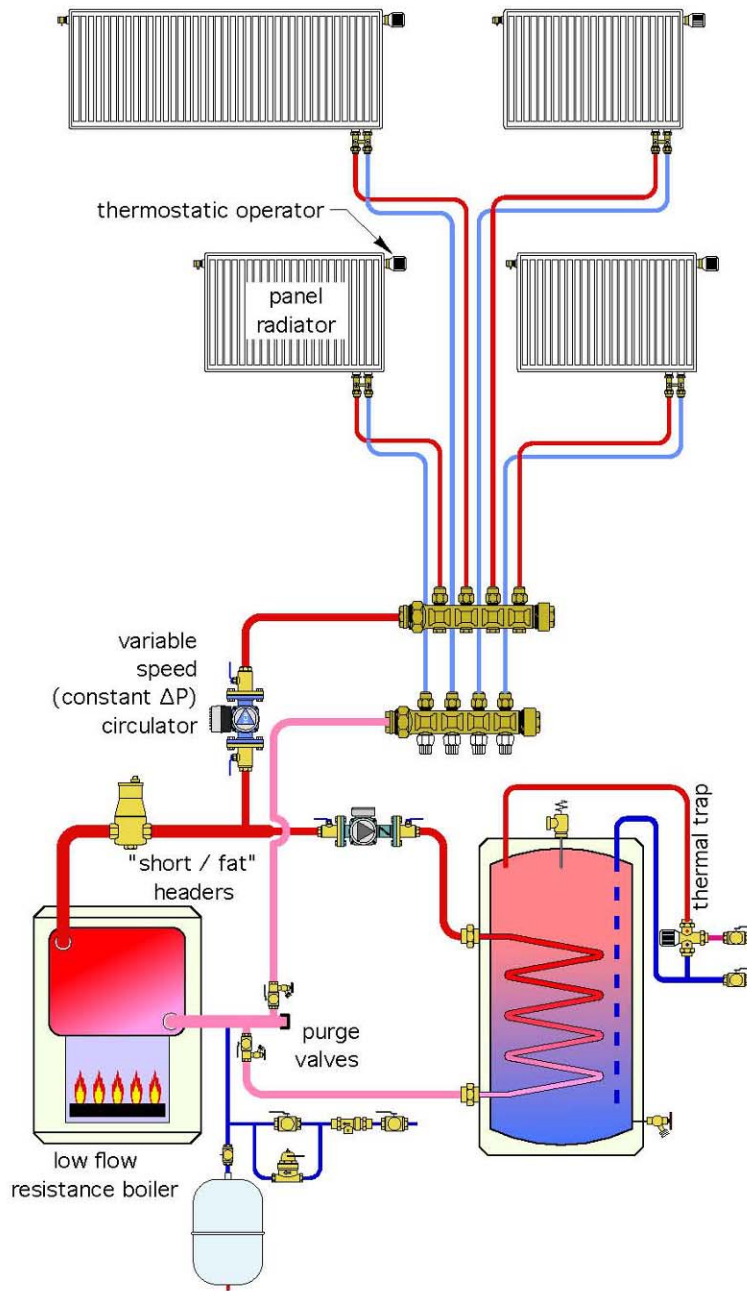 thermostatic operator
panel
radiator
variable
speed
(constant ΔP)
circulator
"short / fat"
headers
thermal trap
purge
valves
low flow
resistance boiler